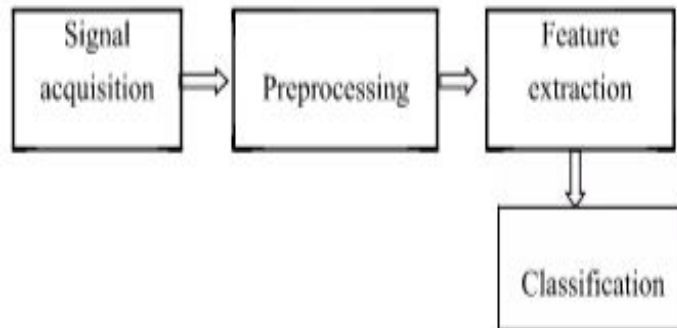 Signal
acquisition
Preprocessing
Feature
extraction
Classification